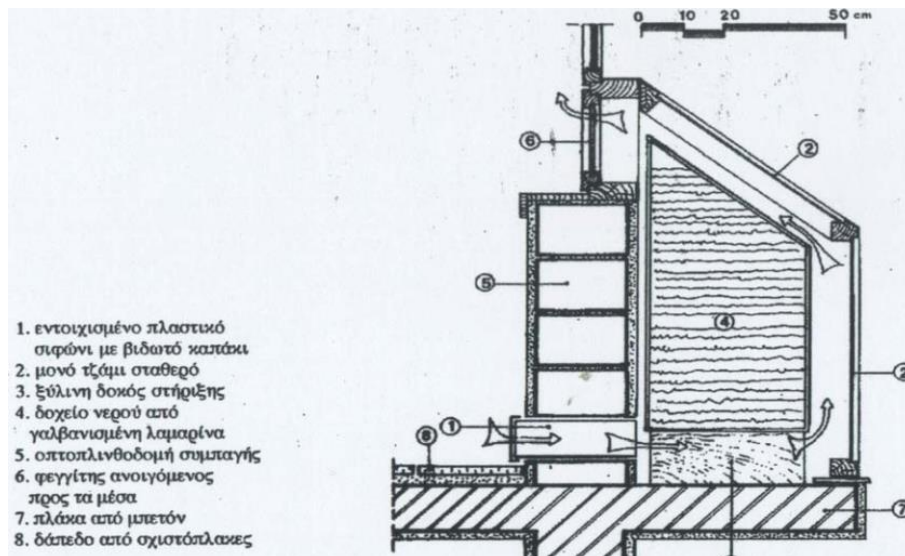 0 10 20 50 cm
6
2
5
4
1
2
8
7
1. εντοιχισμένο πλαστικό
σιφώνι με βιδωτό καπάκι
2. μονό τζάμι σταθερό
3. ξύλινη δοκός στήριξης
4. δοχείο νερού από
γαλβανισμένη λαμαρίνα
5. οπτοπλινθοδομή συμπαγής
6. φεγγίτης ανοιγόμενος
προς τα μέσα
7. πλάκα από μπετόν
8. δάπεδο από σχιστόπλακες